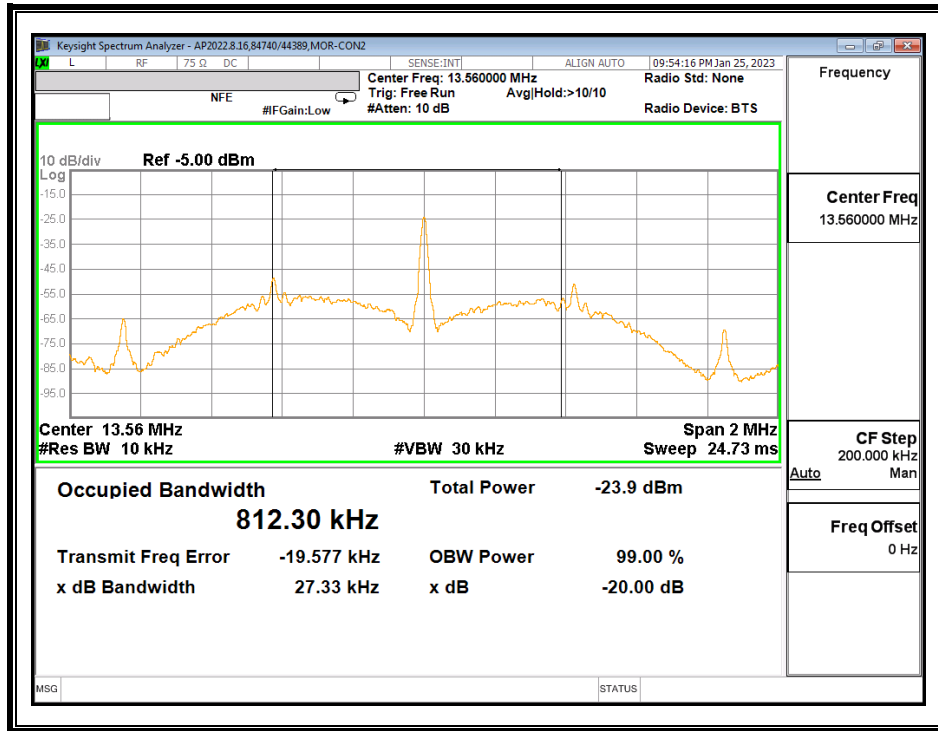 Keysight Spectrum Analyzer - AP2022.8.16,84740/44389,MOR-CON2
LXI L RF 75 Ω DC SENSE:INT ALIGN AUTO 09:54:16 PM Jan 25, 2023
Center Freq: 13.560000 MHz Radio Std: None
NFE Trig: Free Run Avg|Hold:>10/10
#IFGain:Low #Atten: 10 dB Radio Device: BTS
10 dB/div Ref -5.00 dBm
Log
-15.0
-25.0
-35.0
-45.0
-55.0
-65.0
-75.0
-85.0
-95.0
Center 13.56 MHz Span 2 MHz
#Res BW 10 kHz #VBW 30 kHz Sweep 24.73 ms
Occupied Bandwidth Total Power -23.9 dBm
812.30 kHz
Transmit Freq Error -19.577 kHz OBW Power 99.00 %
x dB Bandwidth 27.33 kHz x dB -20.00 dB
MSG STATUS
Frequency
Center Freq
13.560000 MHz
CF Step
200.000 kHz
Auto Man
Freq Offset
0 Hz